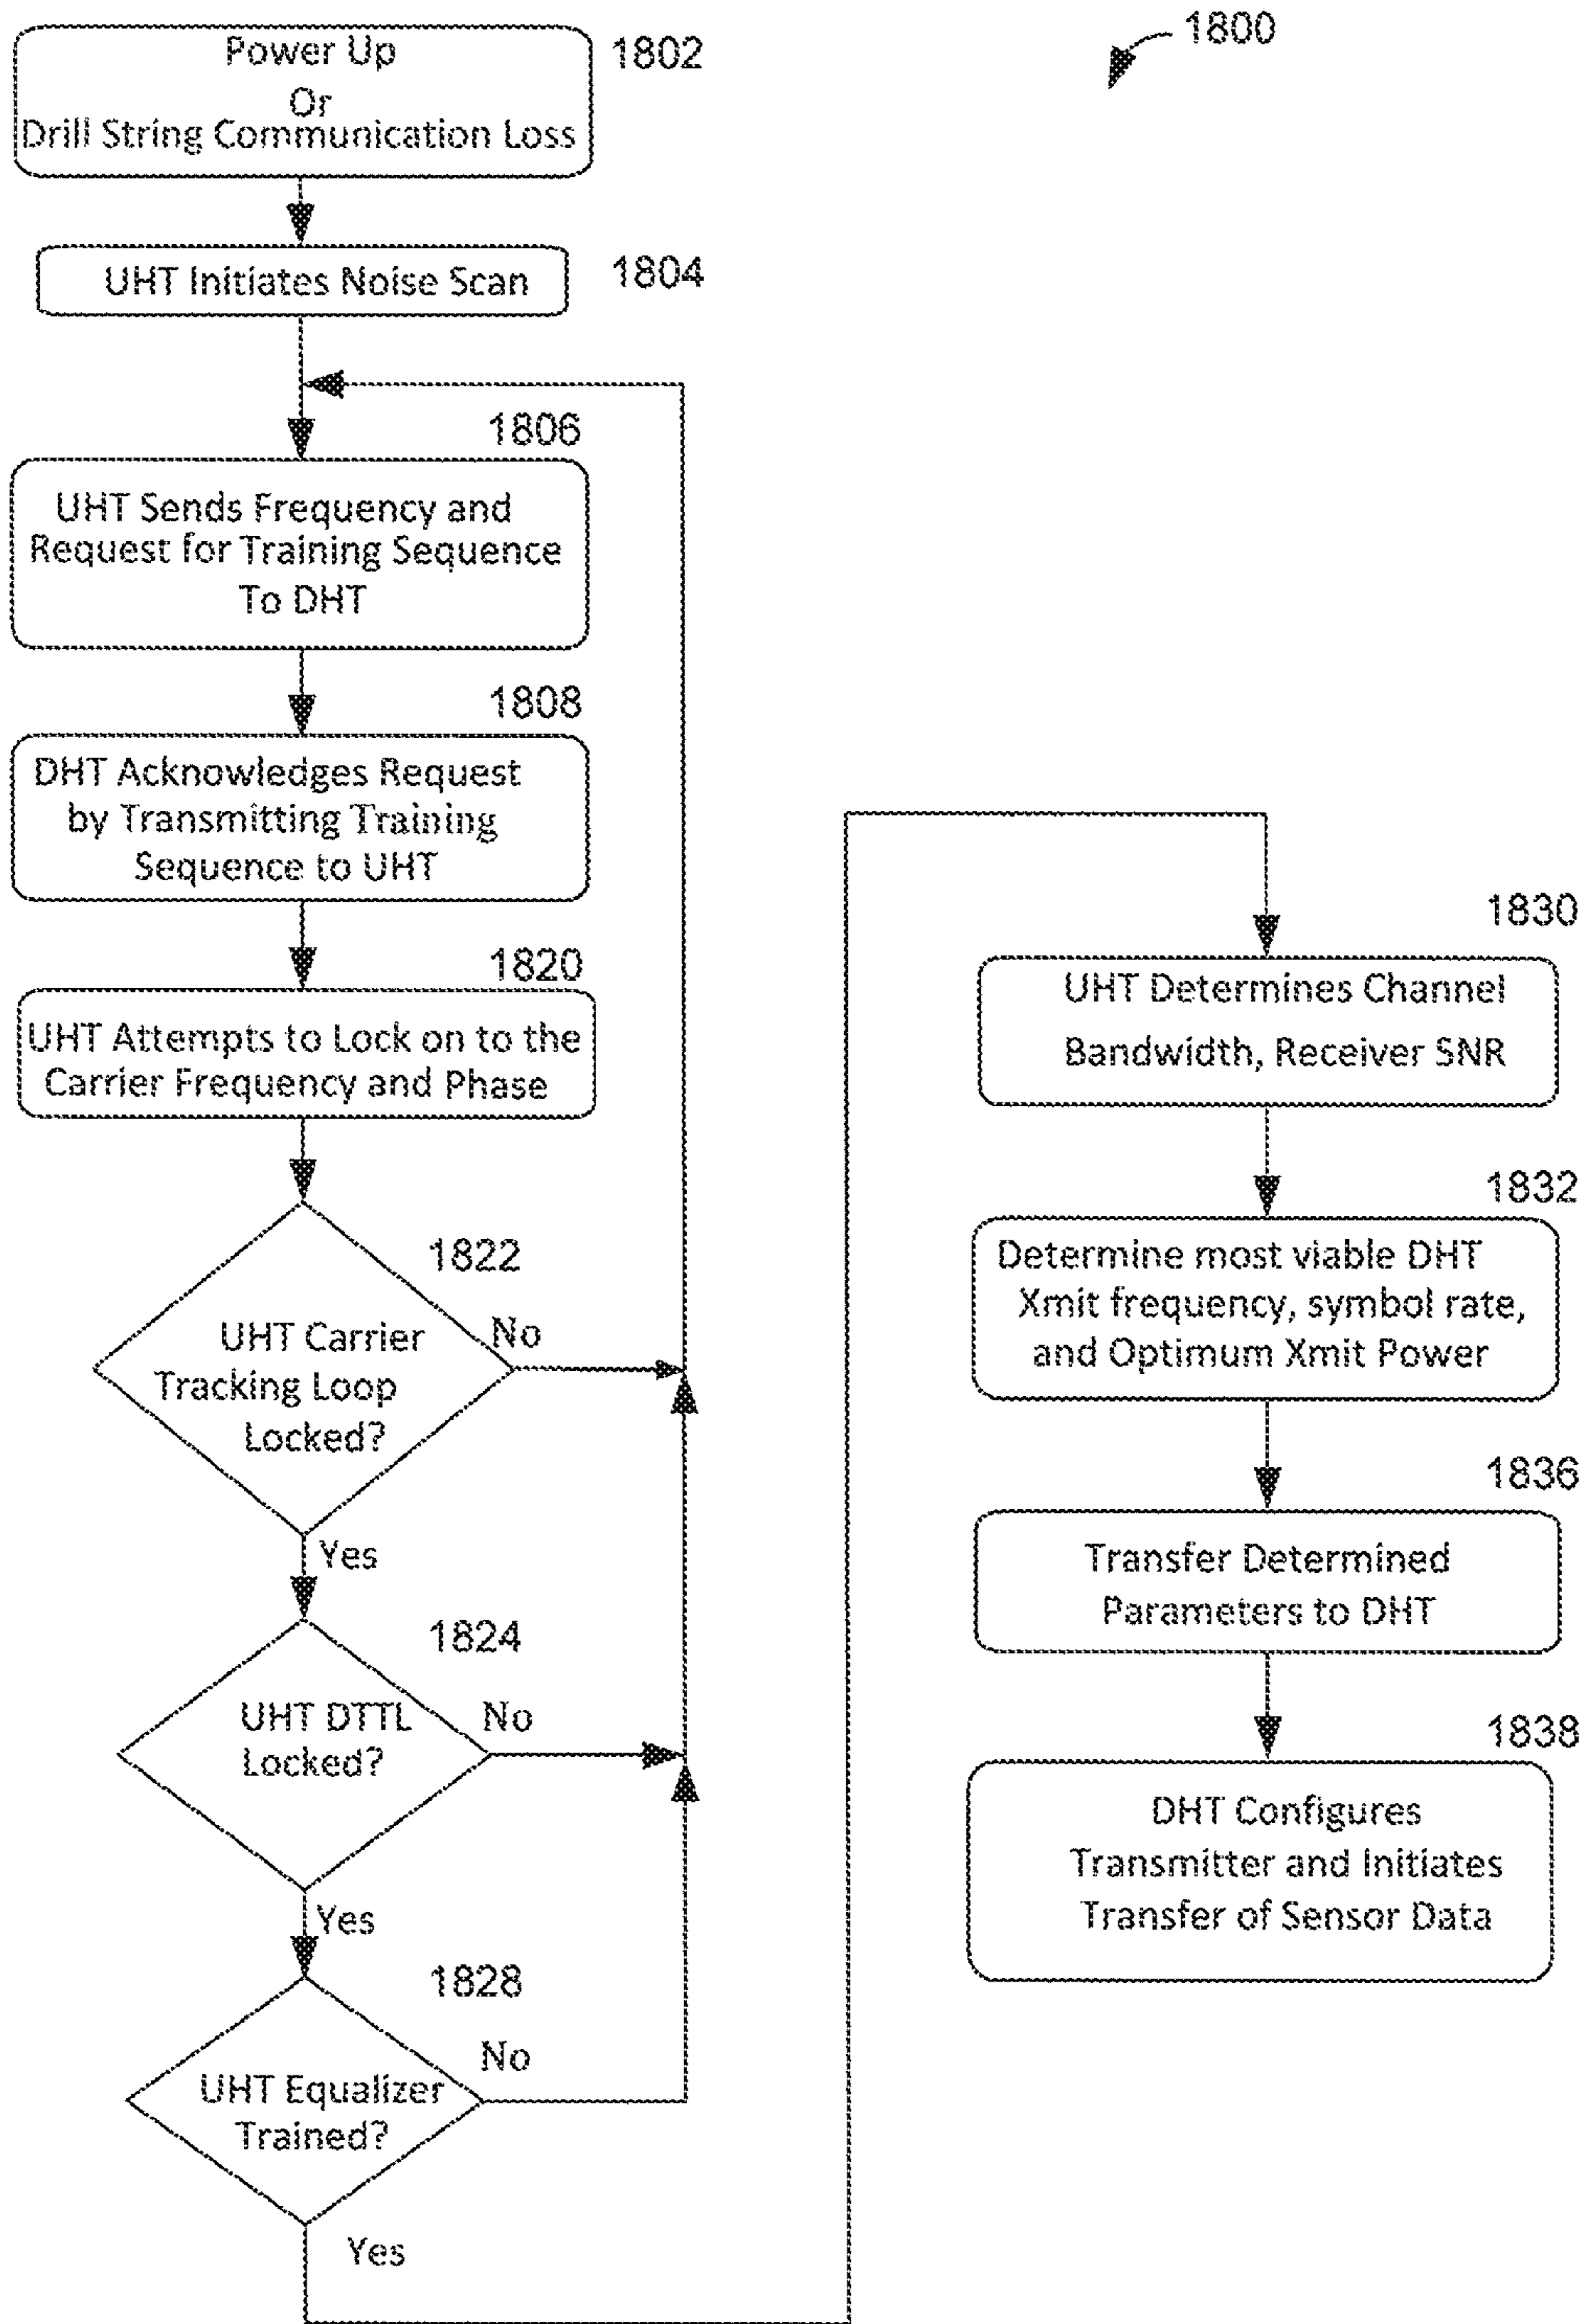 1800
Power Up
Or
Drill String Communication Loss
1802
UHT Initiates Noise Scan
1804
1806
UHT Sends Frequency and
Request for Training Sequence
To DHT
1808
DHT Acknowledges Request
by Transmitting Training
Sequence to UHT
1820
UHT Attempts to Lock on to the
Carrier Frequency and Phase
1822
UHT Carrier
Tracking Loop
Locked?
No
Yes
1824
UHT DTTL
Locked?
No
Yes
1828
UHT Equalizer
Trained?
No
Yes
1830
UHT Determines Channel
Bandwidth, Receiver SNR
1832
Determine most viable DHT
Xmit frequency, symbol rate,
and Optimum Xmit Power
1836
Transfer Determined
Parameters to DHT
1838
DHT Configures
Transmitter and Initiates
Transfer of Sensor Data